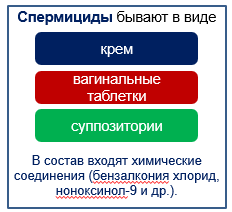 Спермициды бывают в виде
крем
вагинальные
таблетки
суппозитории
В состав входят химические
соединения (бензалкония хлорид,
ноноксинол-9 и др.).